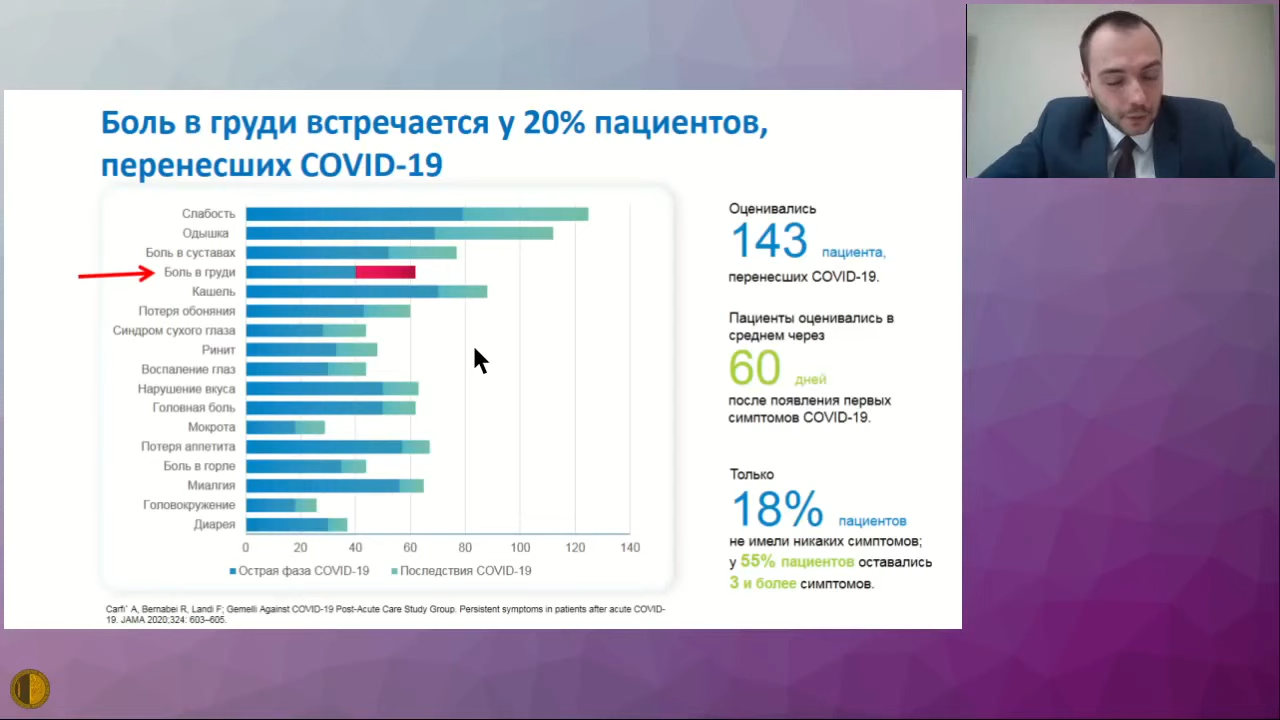 Боль в груди встречается у 20% пациентов,
перенесших COVID-19
Слабость
Одышка
Боль в суставах
Боль в груди
Кашель
Потеря обоняния
Синдром сухого глаза
Ринит
Воспаление глаз
Нарушение вкуса
Головная боль
Мокрота
Потеря аппетита
Боль в горле
Миалгия
Головокружение
Диарея
0 20 40 60 80 100 120 140
Острая фаза COVID-19 Последствия COVID-19
Оценивались
143 пациента,
перенесших COVID-19.
Пациенты оценивались в
среднем через
60 дней
после появления первых
симптомов COVID-19.
Только
18% пациентов
не имели никаких симптомов;
у 55% пациентов оставались
3 и более симптомов.
Carfi` A, Bernabei R, Landi F; Gemelli Against COVID-19 Post-Acute Care Study Group. Persistent symptoms in patients after acute COVID-
19. JAMA 2020;324: 603–605.